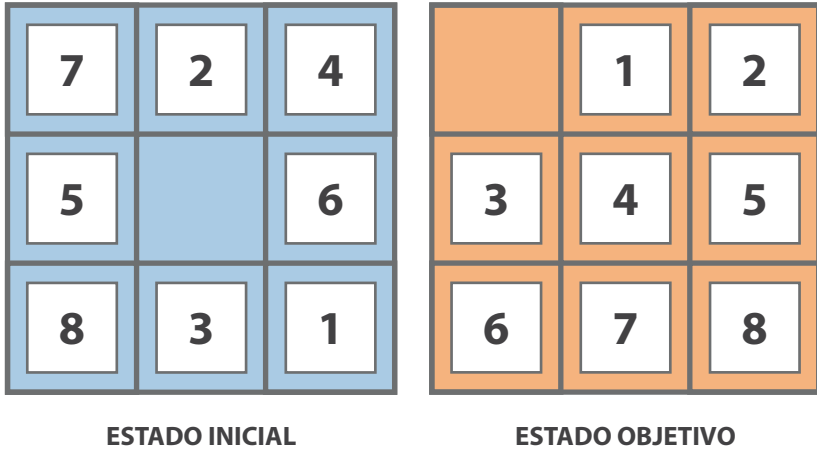 7 2 4
1 2
5 6
3 4 5
8 3 1
6 7 8
ESTADO INICIAL
ESTADO OBJETIVO